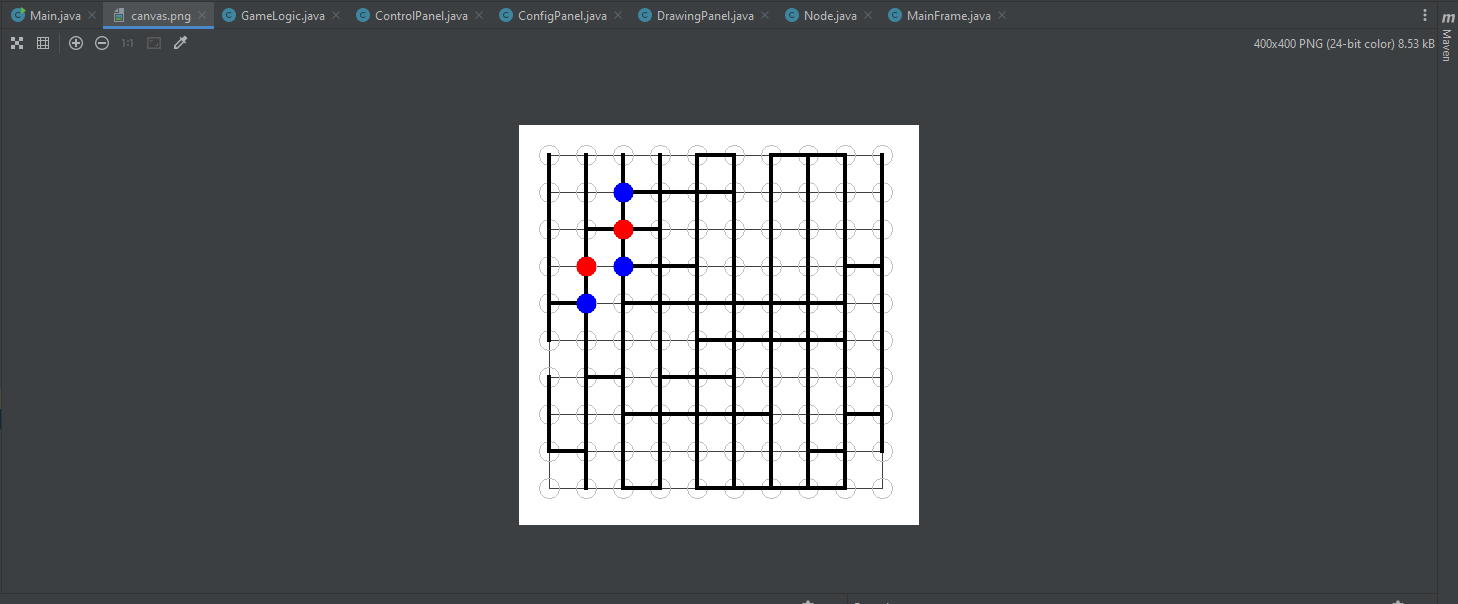 Main.java canvas.png GameLogic.java ControlPanel.java ConfigPanel.java DrawingPanel.java Node.java MainFrame.java
1:1 400x400 PNG (24-bit color) 8.53 kB
m Maven